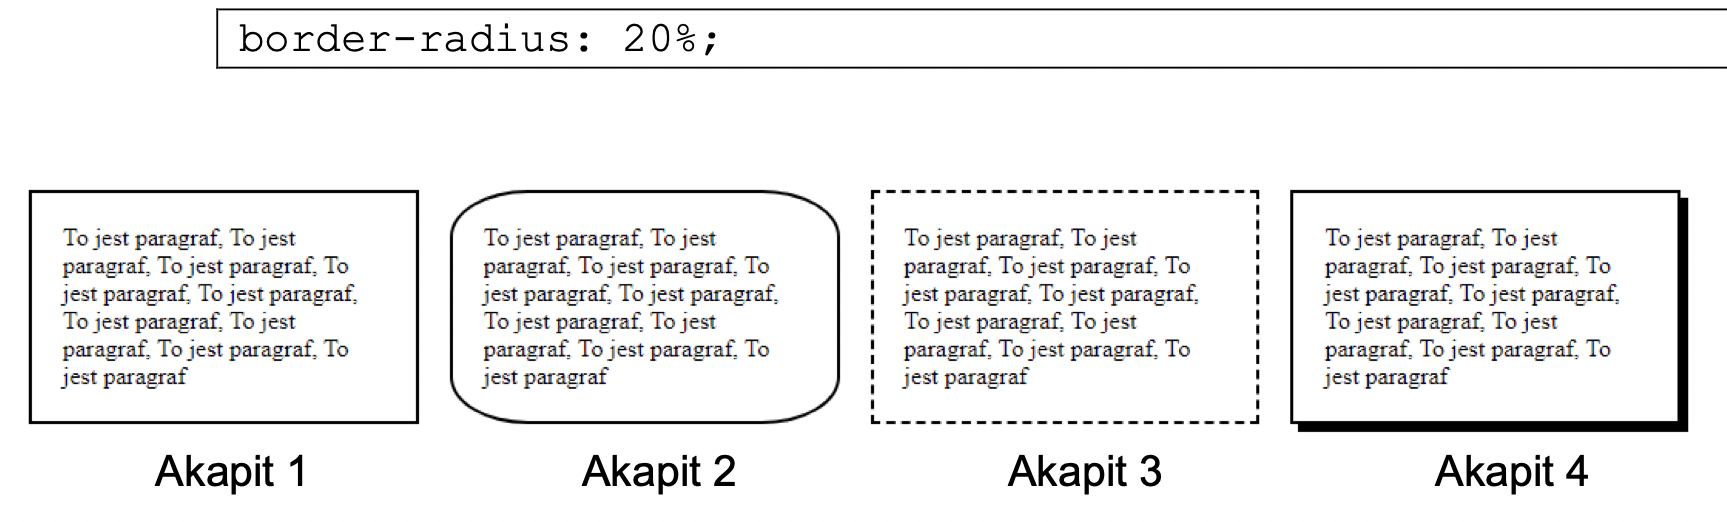 border-radius: 20%;
To jest paragraf, To jest
paragraf, To jest paragraf, To
jest paragraf, To jest paragraf,
To jest paragraf, To jest
paragraf, To jest paragraf, To
jest paragraf
To jest paragraf, To jest
paragraf, To jest paragraf, To
jest paragraf, To jest paragraf,
To jest paragraf, To jest
paragraf, To jest paragraf, To
jest paragraf
To jest paragraf, To jest
paragraf, To jest paragraf, To
jest paragraf, To jest paragraf,
To jest paragraf, To jest
paragraf, To jest paragraf, To
jest paragraf
To jest paragraf, To jest
paragraf, To jest paragraf, To
jest paragraf, To jest paragraf,
To jest paragraf, To jest
paragraf, To jest paragraf, To
jest paragraf
Akapit 1
Akapit 2
Akapit 3
Akapit 4